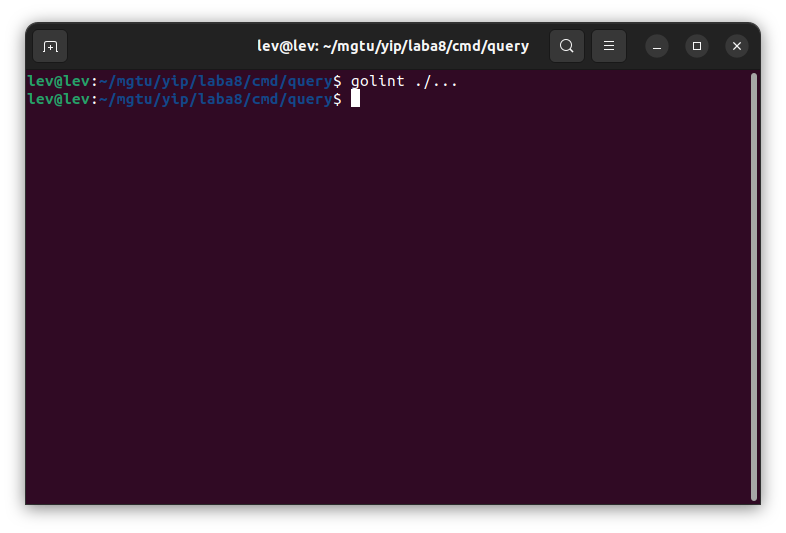 lev@lev: ~/mgtu/yip/laba8/cmd/query
lev@lev:~/mgtu/yip/laba8/cmd/query$ golint ./...
lev@lev:~/mgtu/yip/laba8/cmd/query$